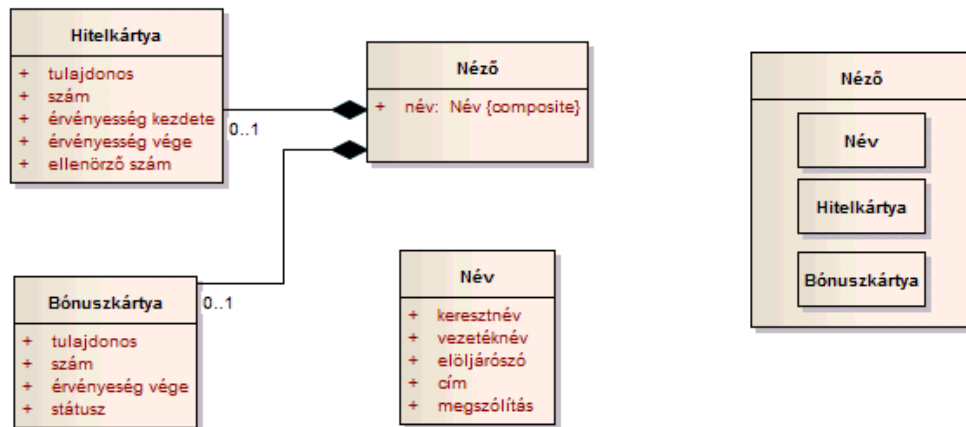 Hitelkártya
+ tulajdonos
+ szám
+ érvényesség kezdete
+ érvényesség vége
+ ellenörző szám
0..1
Néző
+ név: Név {composite}
Bónuszkártya
+ tulajdonos
+ szám
+ érvényeség vége
+ státusz
0..1
Név
+ keresztnév
+ vezetéknév
+ elöljárószó
+ cím
+ megszólítás
Néző
Név
Hitelkártya
Bónuszkártya